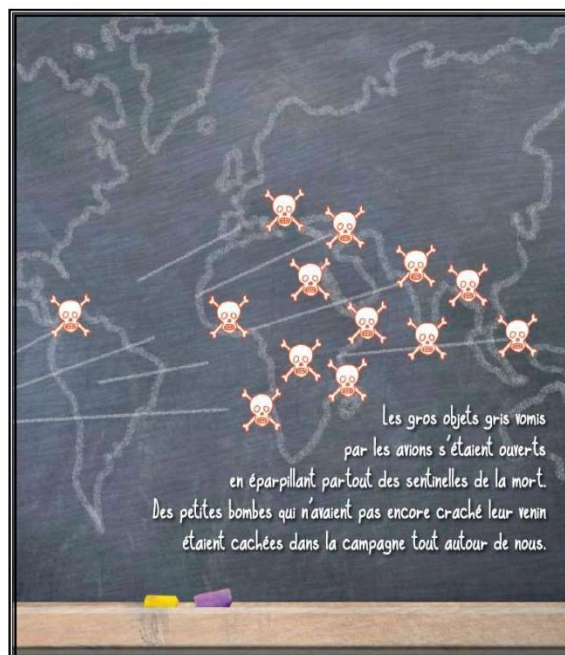 Les gros objets gris vomis
par les avions s'étaient ouverts
en éparpillant partout des sentinelles de la mort.
Des petites bombes qui n'avaient pas encore craché leur venin
étaient cachées dans la campagne tout autour de nous.